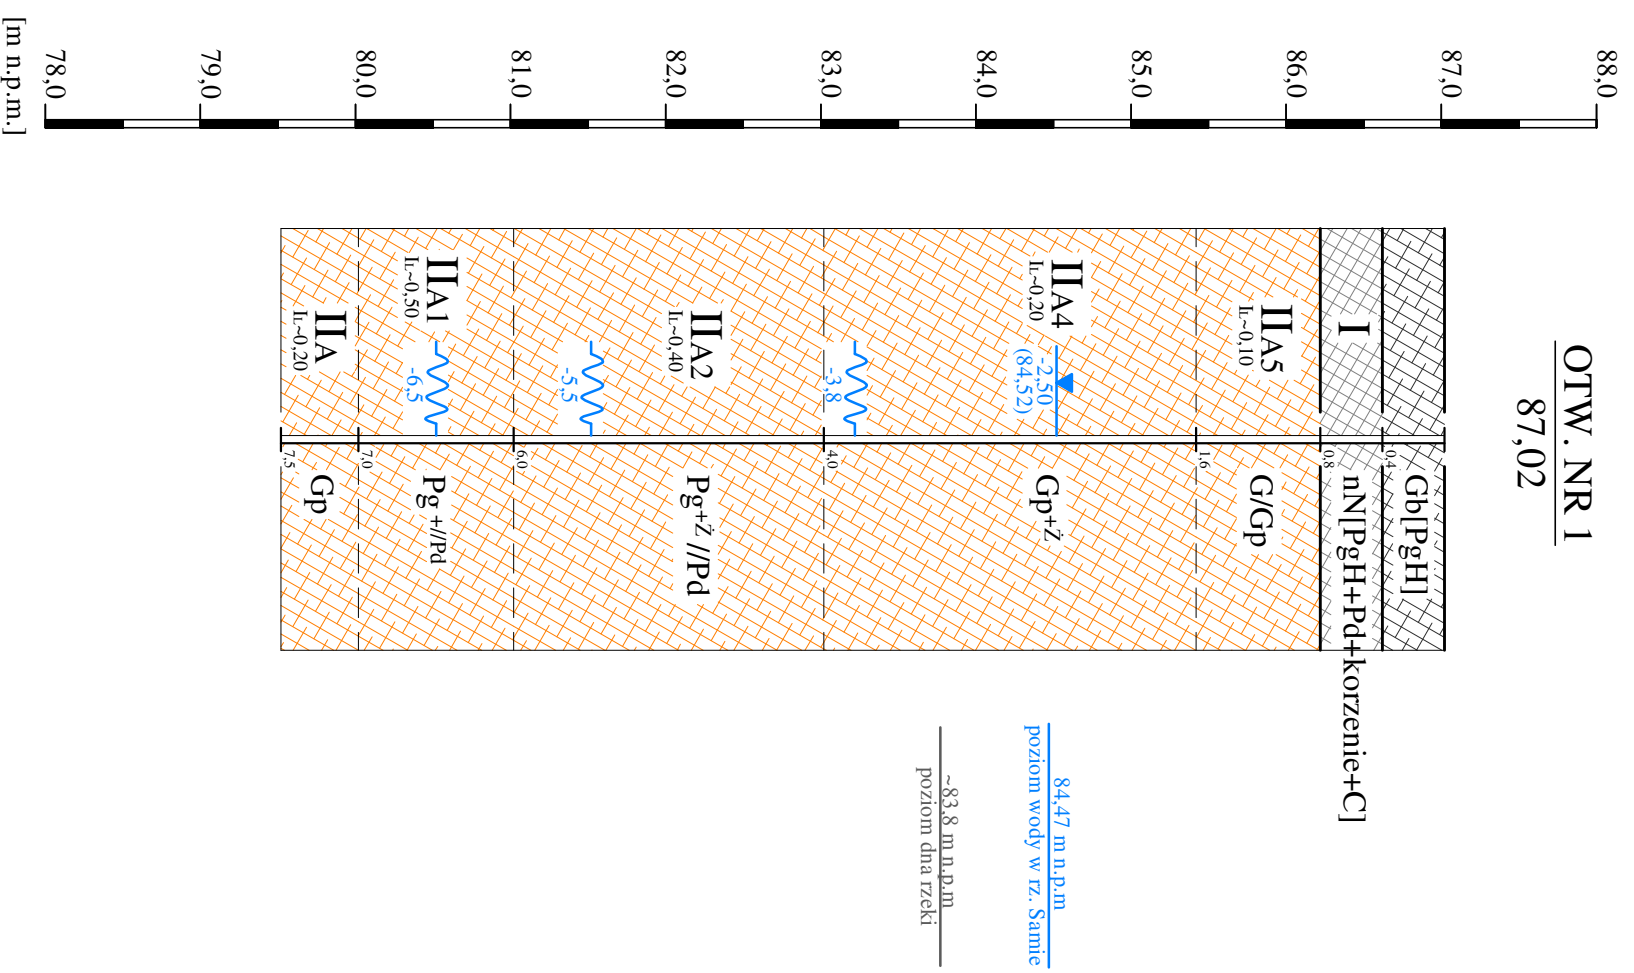 OTW. NR 1
87,02
88,0
87,0
86,0
85,0
84,0
83,0
82,0
81,0
80,0
79,0
78,0
[m n.p.m.]
Gb[PgH]
0,4
I
nN[PgH+Pd+korzenie+C]
0,8
IIA5
IL~0,10
G/Gp
1,6
IIA4
IL~0,20
-2,50
(84,52)
Gp+Ż
-3,8
4,0
IIA2
IL~0,40
Pg+Ż//Pd
-5,5
6,0
IIA1
IL~0,50
Pg+//Pd
-6,5
7,0
IIA
IL~0,20
Gp
7,5
84,47 m n.p.m
poziom wody w rz. Samie
~83,8 m n.p.m
poziom dna rzeki